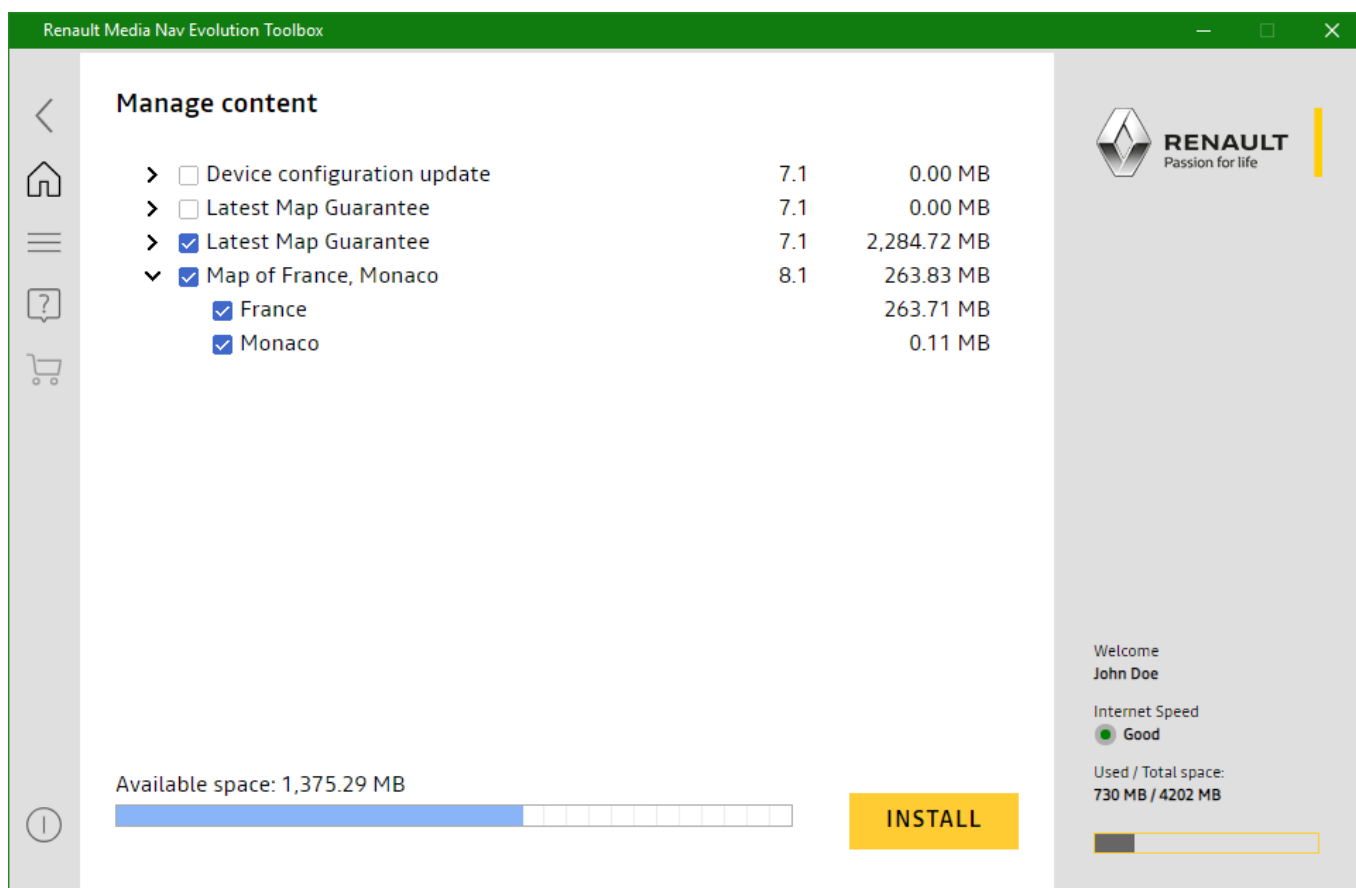 Renault Media Nav Evolution Toolbox
Manage content
Device configuration update 7.1 0.00 MB
Latest Map Guarantee 7.1 0.00 MB
Latest Map Guarantee 7.1 2,284.72 MB
Map of France, Monaco 8.1 263.83 MB
France 263.71 MB
Monaco 0.11 MB
Available space: 1,375.29 MB
INSTALL
RENAULT
Passion for life
Welcome
John Doe
Internet Speed
Good
Used / Total space:
730 MB / 4202 MB